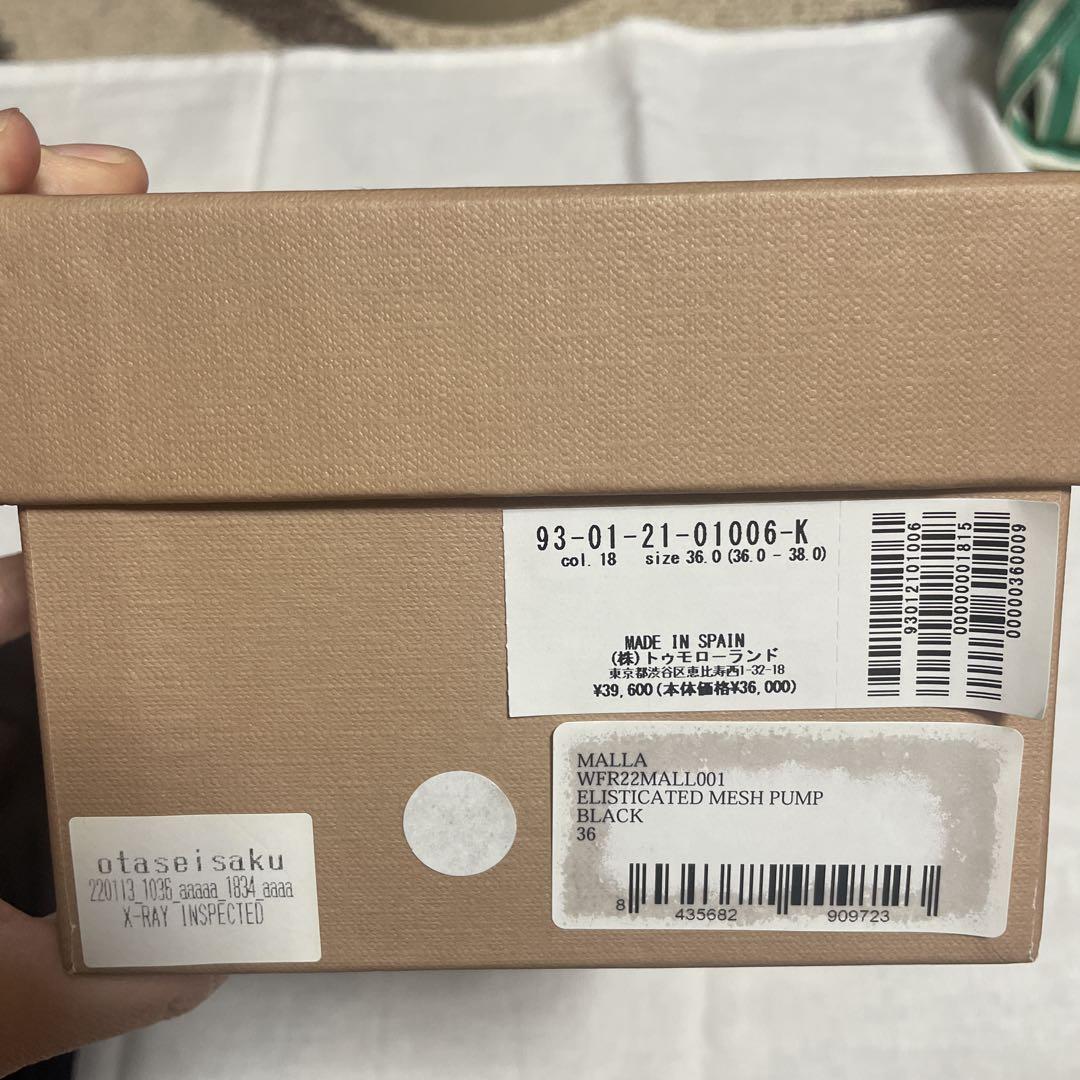 93-01-21-01006-K
col. 18 size 36.0 (36.0 - 38.0)
MADE IN SPAIN
(株)トゥモローランド
東京都渋谷区恵比寿西1-32-18
¥39,600(本体価格¥36,000)
93012101006
000000001815
00000360009
MALLA
WFR22MALL001
ELISTICATED MESH PUMP
BLACK
36
8 435682 909723
otaseisaku
220113_1036_aaaaa_1834_aaaa
X-RAY INSPECTED